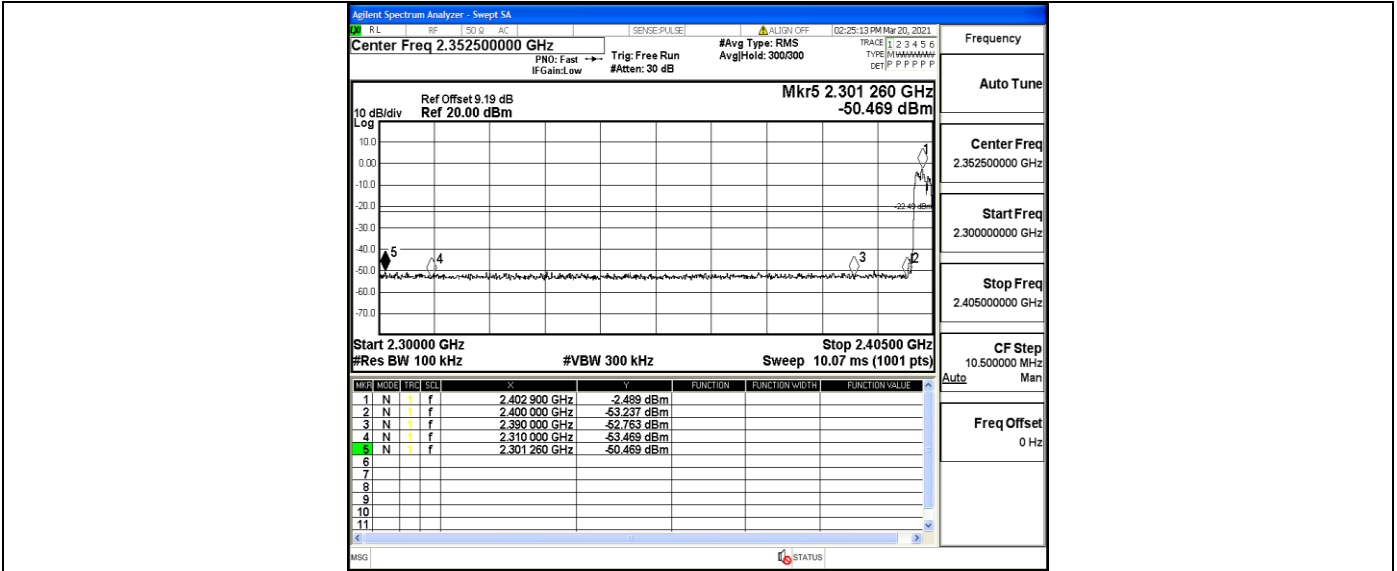 Agilent Spectrum Analyzer - Swept SA
RL RF 50 Ω AC SENSE:PULSE ALIGN OFF 02:25:13 PM Mar 20, 2021
Center Freq 2.352500000 GHz
PNO: Fast
IFGain:Low
Trig: Free Run
#Atten: 30 dB
#Avg Type: RMS
Avg|Hold: 300/300
TRACE 1 2 3 4 5 6
TYPE M W W W W W
DET P P P P P P
Frequency
Auto Tune
Center Freq
2.352500000 GHz
Start Freq
2.300000000 GHz
Stop Freq
2.405000000 GHz
CF Step
10.500000 MHz
Auto Man
Freq Offset
0 Hz
Mkr5 2.301 260 GHz
-50.469 dBm
Ref Offset 9.19 dB
10 dB/div Ref 20.00 dBm
Log
10.0
0.00
-10.0
-20.0
-30.0
-40.0
-50.0
-60.0
-70.0
1
-22.49 dBm
5
4
3
2
Start 2.30000 GHz Stop 2.40500 GHz
#Res BW 100 kHz #VBW 300 kHz Sweep 10.07 ms (1001 pts)
MKR MODE TRC SCL X Y FUNCTION FUNCTION WIDTH FUNCTION VALUE
1 N 1 f 2.402 900 GHz -2.489 dBm
2 N 1 f 2.400 000 GHz -53.237 dBm
3 N 1 f 2.390 000 GHz -52.763 dBm
4 N 1 f 2.310 000 GHz -53.469 dBm
5 N 1 f 2.301 260 GHz -50.469 dBm
6
7
8
9
10
11
MSG STATUS